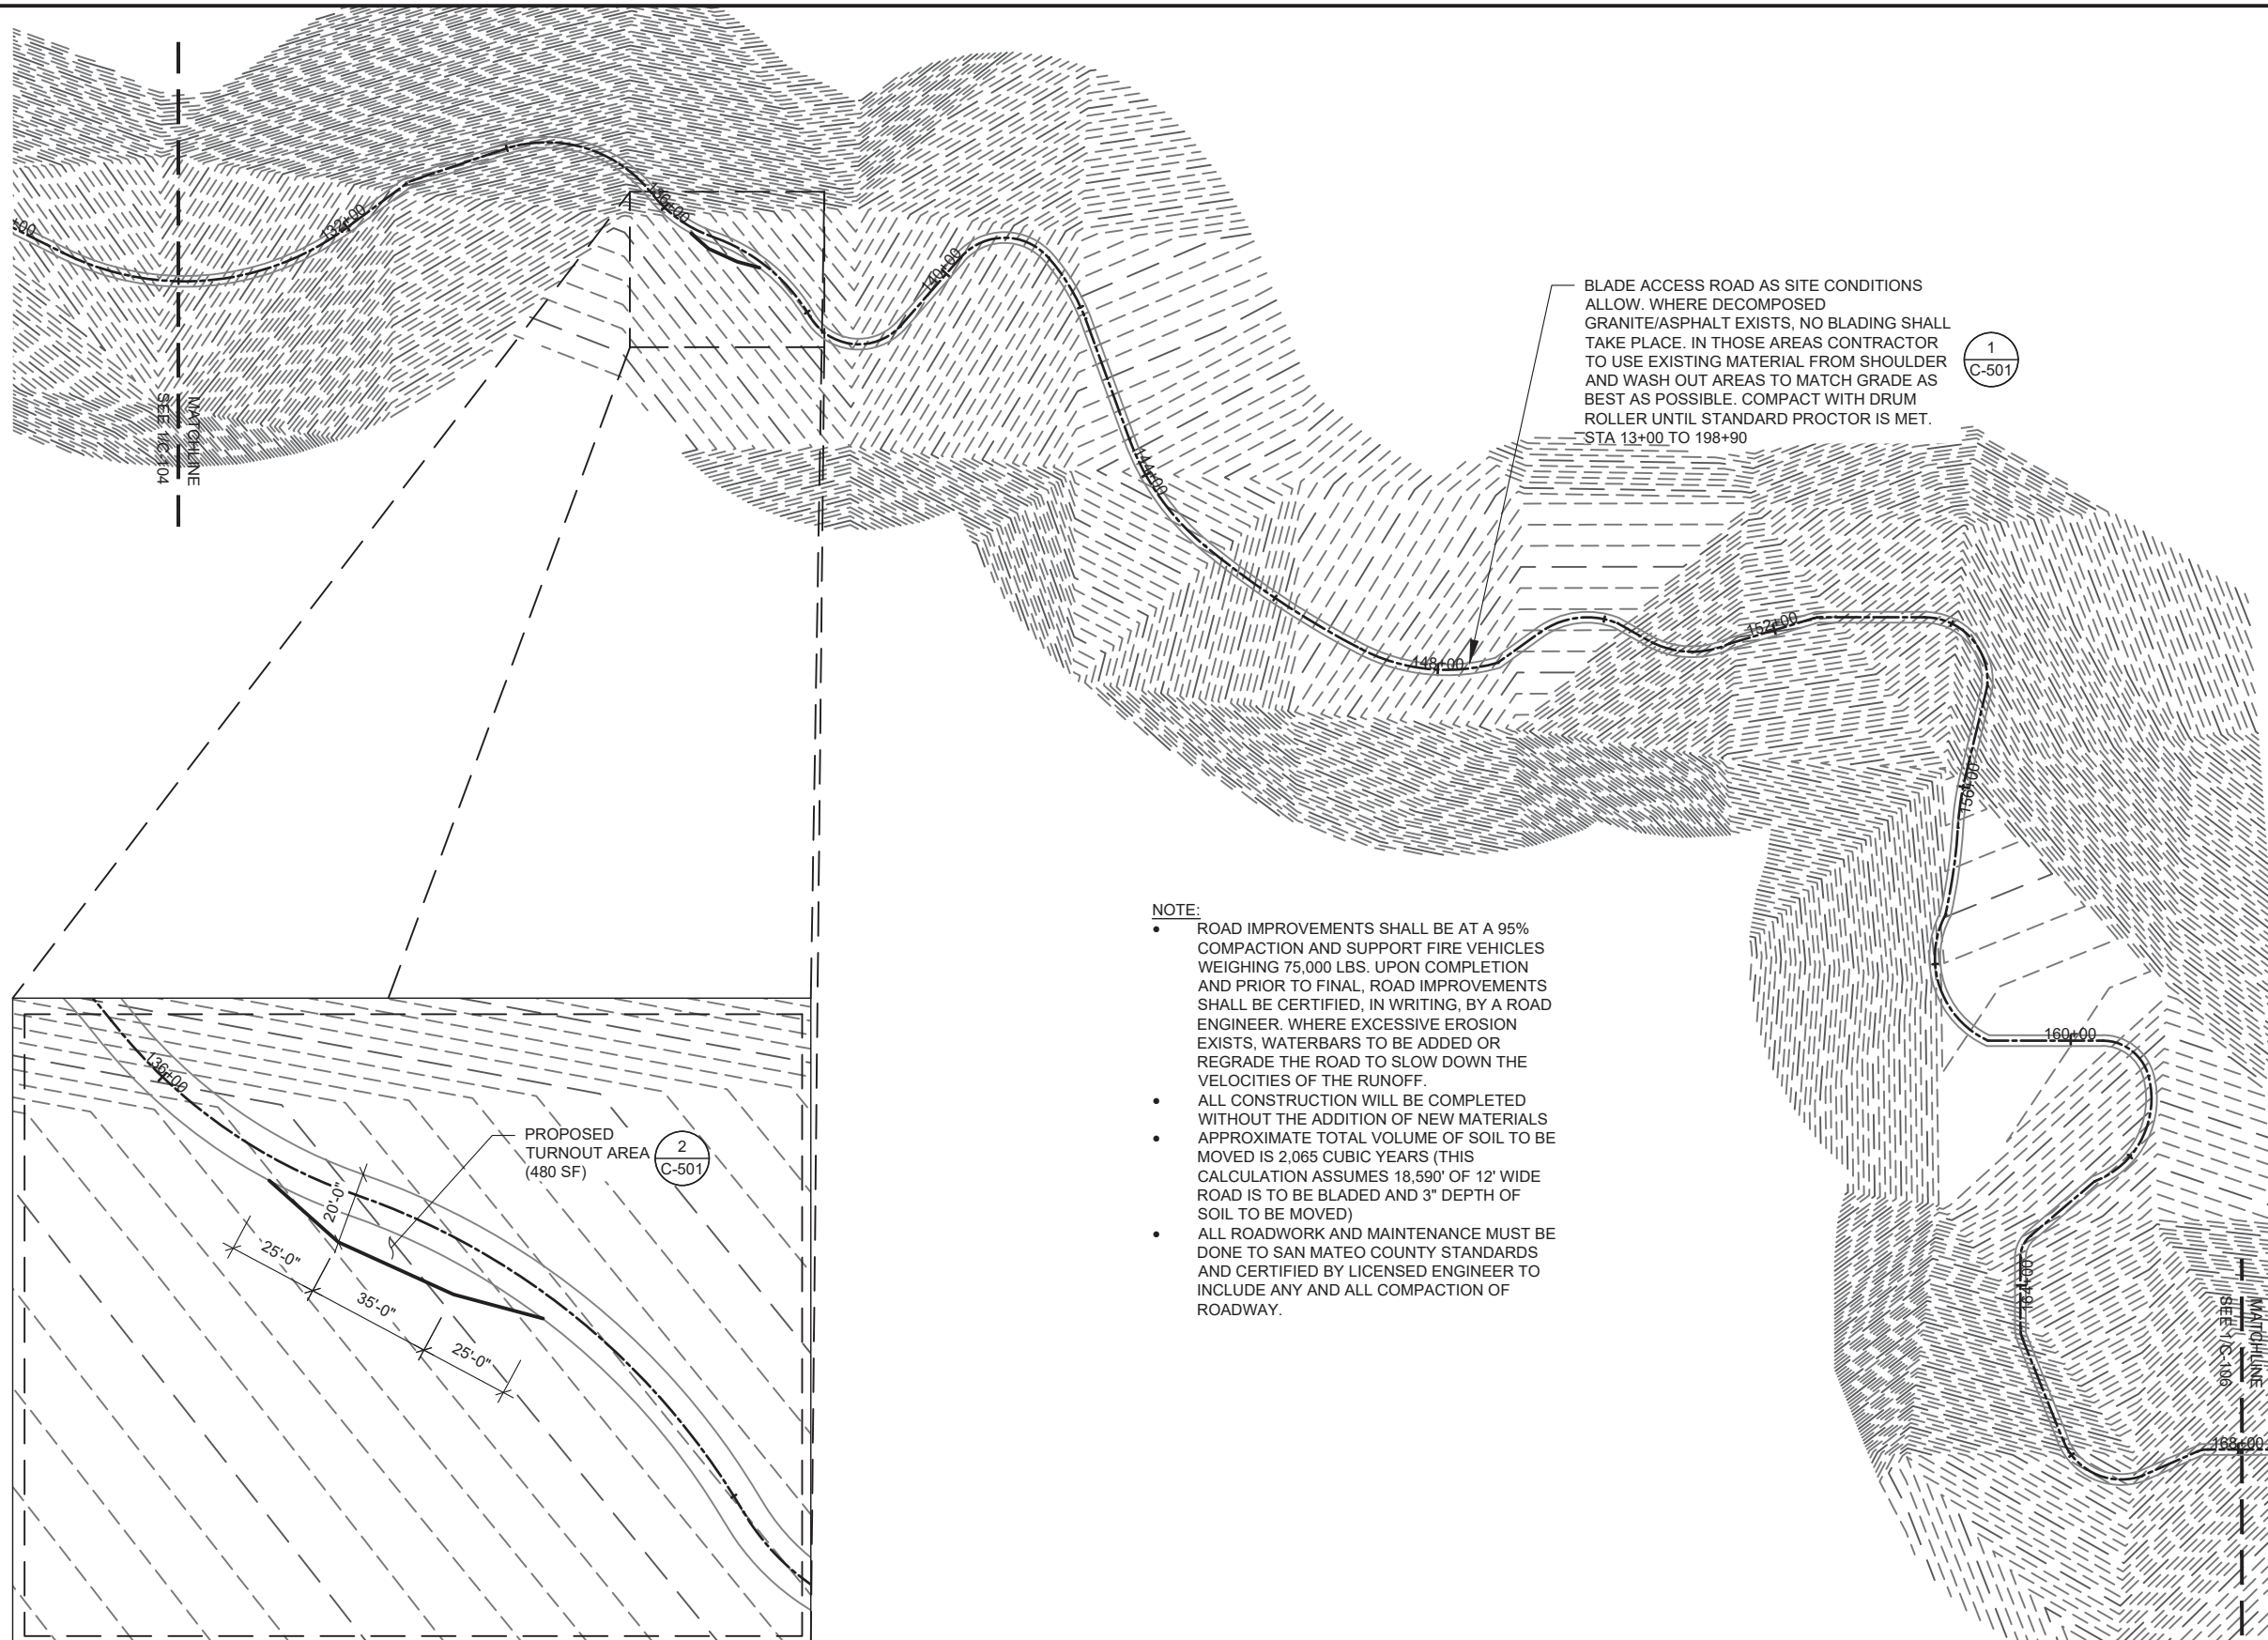 +00
132+00
136+00
140+00
144+00
148+00
152+00
156+00
160+00
164+00
168+00
MATCHLINE
SEE 1/C-104
BLADE ACCESS ROAD AS SITE CONDITIONS
ALLOW. WHERE DECOMPOSED
GRANITE/ASPHALT EXISTS, NO BLADING SHALL
TAKE PLACE. IN THOSE AREAS CONTRACTOR
TO USE EXISTING MATERIAL FROM SHOULDER
AND WASH OUT AREAS TO MATCH GRADE AS
BEST AS POSSIBLE. COMPACT WITH DRUM
ROLLER UNTIL STANDARD PROCTOR IS MET.
STA 13+00 TO 198+90
1
C-501
NOTE:
• ROAD IMPROVEMENTS SHALL BE AT A 95%
COMPACTION AND SUPPORT FIRE VEHICLES
WEIGHING 75,000 LBS. UPON COMPLETION
AND PRIOR TO FINAL, ROAD IMPROVEMENTS
SHALL BE CERTIFIED, IN WRITING, BY A ROAD
ENGINEER. WHERE EXCESSIVE EROSION
EXISTS, WATERBARS TO BE ADDED OR
REGRADE THE ROAD TO SLOW DOWN THE
VELOCITIES OF THE RUNOFF.
• ALL CONSTRUCTION WILL BE COMPLETED
WITHOUT THE ADDITION OF NEW MATERIALS
• APPROXIMATE TOTAL VOLUME OF SOIL TO BE
MOVED IS 2,065 CUBIC YEARS (THIS
CALCULATION ASSUMES 18,590' OF 12' WIDE
ROAD IS TO BE BLADED AND 3" DEPTH OF
SOIL TO BE MOVED)
• ALL ROADWORK AND MAINTENANCE MUST BE
DONE TO SAN MATEO COUNTY STANDARDS
AND CERTIFIED BY LICENSED ENGINEER TO
INCLUDE ANY AND ALL COMPACTION OF
ROADWAY.
136+00
PROPOSED
TURNOUT AREA
(480 SF)
2
C-501
20'-0"
25'-0"
35'-0"
25'-0"
MATCHLINE
SEE 1/C-106